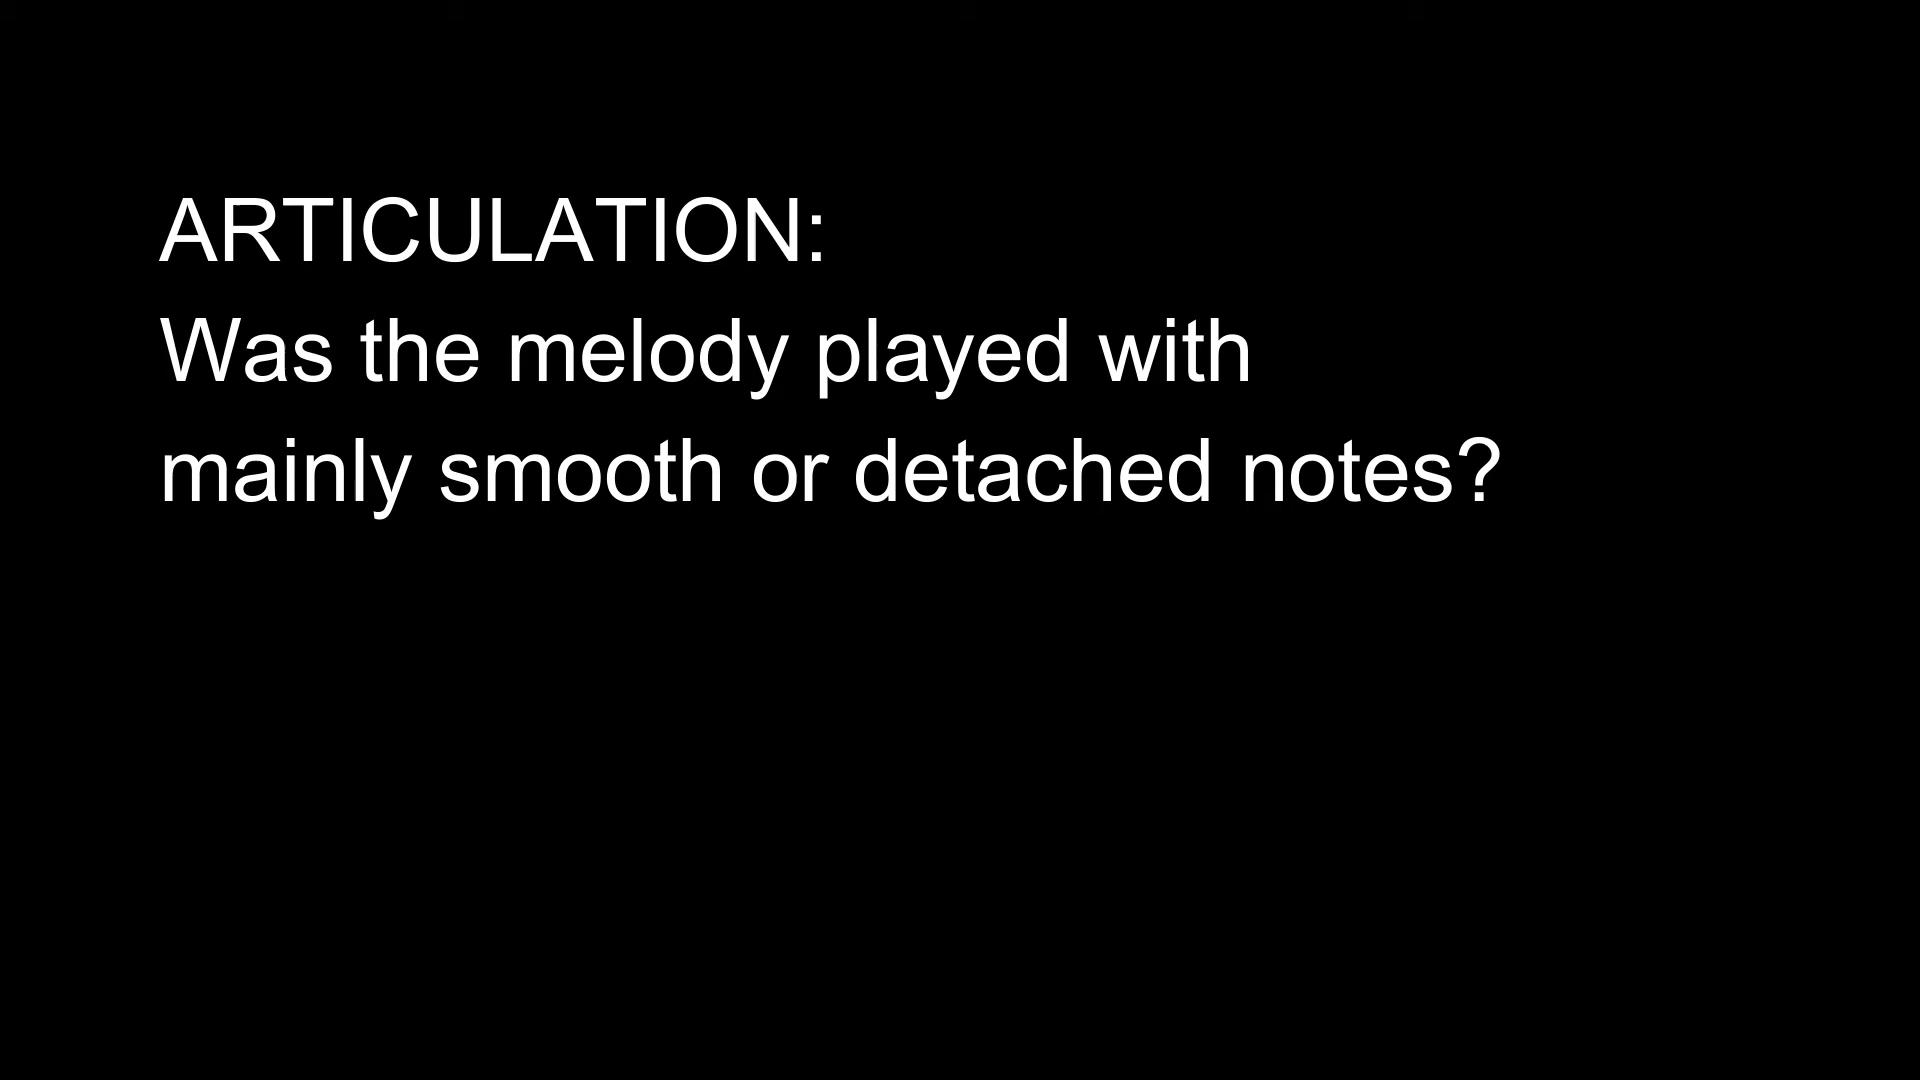 ARTICULATION:
Was the melody played with
mainly smooth or detached notes?